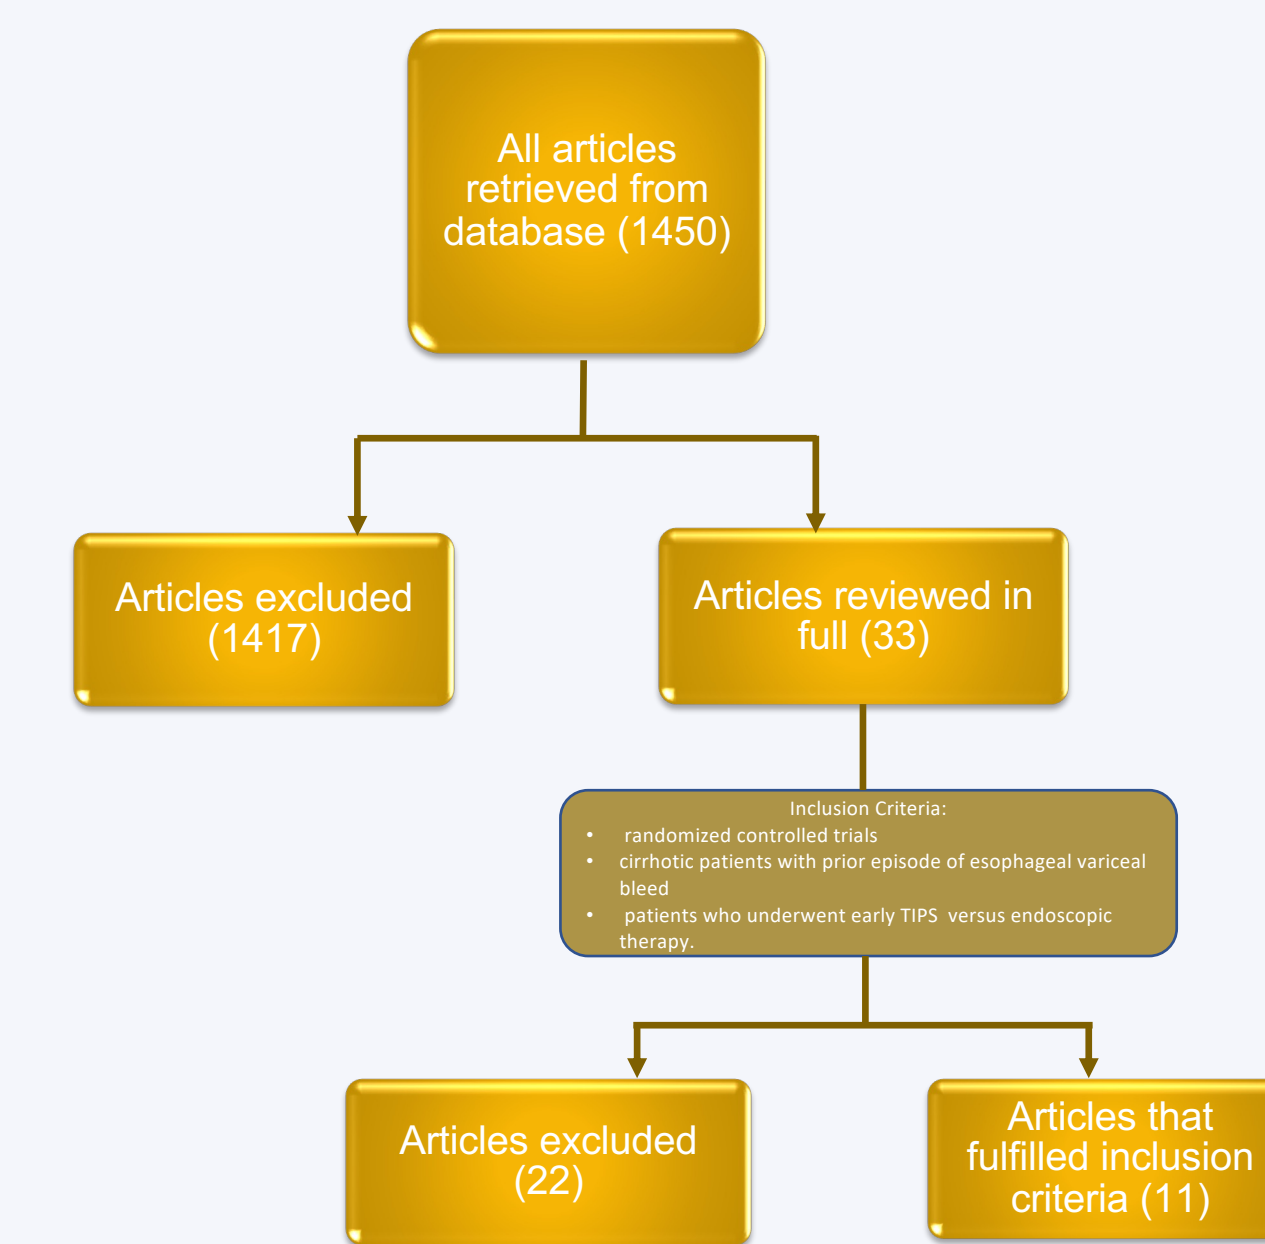 All articles
retrieved from
database (1450)
Articles excluded
(1417)
Articles reviewed in
full (33)
Inclusion Criteria:
• randomized controlled trials
• cirrhotic patients with prior episode of esophageal variceal
bleed
• patients who underwent early TIPS versus endoscopic
therapy.
Articles excluded
(22)
Articles that
fulfilled inclusion
criteria (11)